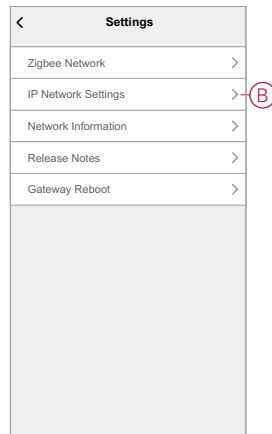 Settings
Zigbee Network
IP Network Settings
B
Network Information
Release Notes
Gateway Reboot